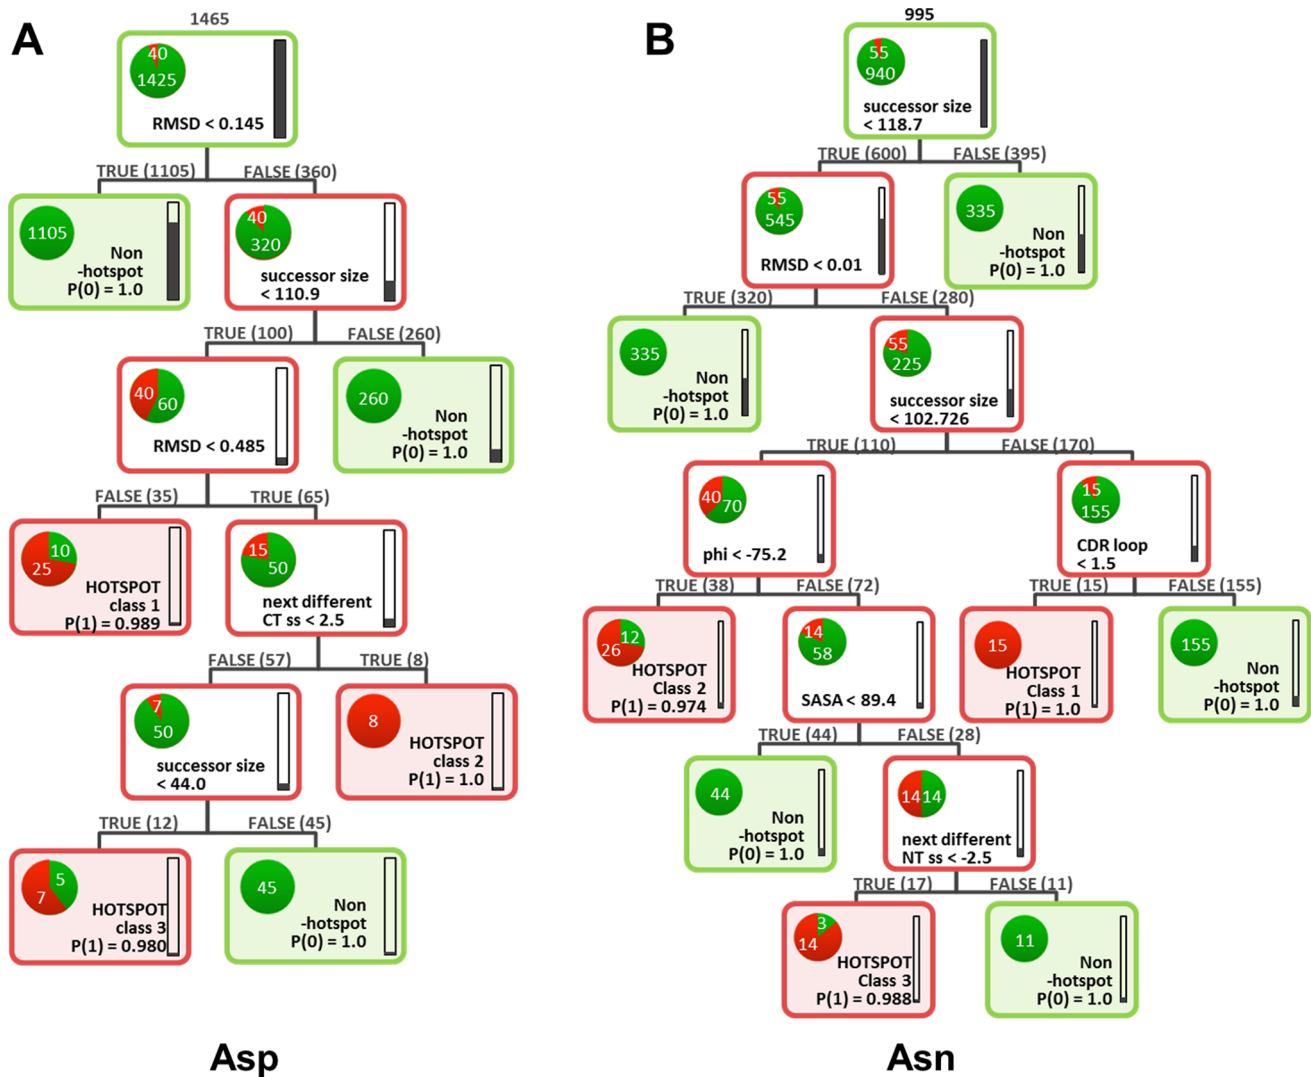 A
1465
40
1425
RMSD < 0.145
TRUE (1105)
FALSE (360)
1105
Non
-hotspot
P(0) = 1.0
40
320
successor size
< 110.9
TRUE (100)
FALSE (260)
40
60
RMSD < 0.485
260
Non
-hotspot
P(0) = 1.0
FALSE (35)
TRUE (65)
10
25
HOTSPOT
class 1
P(1) = 0.989
15
50
next different
CT ss < 2.5
FALSE (57)
TRUE (8)
7
50
successor size
< 44.0
8
HOTSPOT
class 2
P(1) = 1.0
TRUE (12)
FALSE (45)
5
7
HOTSPOT
class 3
P(1) = 0.980
45
Non
-hotspot
P(0) = 1.0
Asp
B
995
55
940
successor size
< 118.7
TRUE (600)
FALSE (395)
55
545
RMSD < 0.01
335
Non
-hotspot
P(0) = 1.0
TRUE (320)
FALSE (280)
335
Non
-hotspot
P(0) = 1.0
55
225
successor size
< 102.726
TRUE (110)
FALSE (170)
40
70
phi < -75.2
15
155
CDR loop
< 1.5
TRUE (38)
FALSE (72)
TRUE (15)
FALSE (155)
12
26
HOTSPOT
Class 2
P(1) = 0.974
14
58
SASA < 89.4
15
HOTSPOT
Class 1
P(1) = 1.0
155
Non
-hotspot
P(0) = 1.0
TRUE (44)
FALSE (28)
44
Non
-hotspot
P(0) = 1.0
14 14
next different
NT ss < -2.5
TRUE (17)
FALSE (11)
3
14
HOTSPOT
Class 3
P(1) = 0.988
11
Non
-hotspot
P(0) = 1.0
Asn